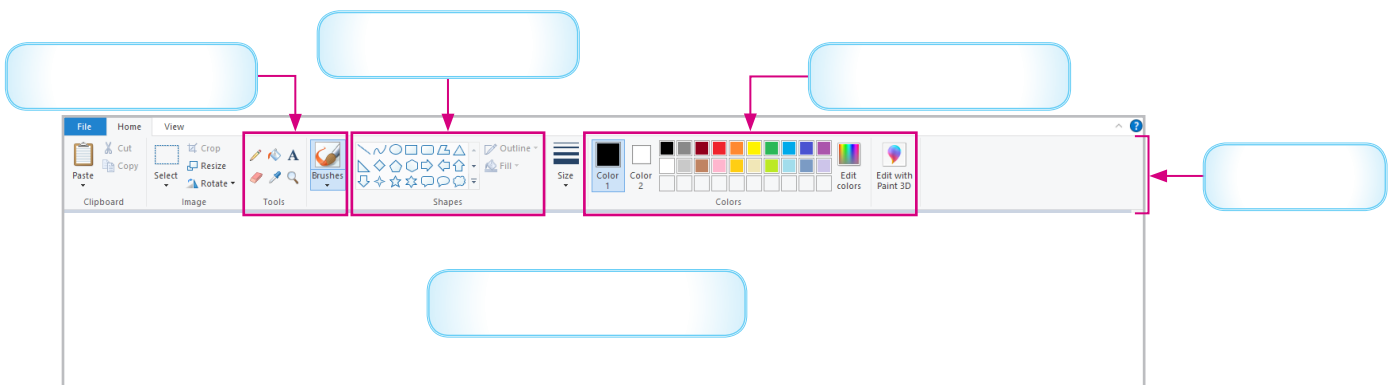 File Home View
?
Cut
Copy
Paste
Clipboard
Crop
Resize
Rotate
Select
Image
A
Tools
Brushes
Outline
Fill
Shapes
Size
Color
1
Color
2
Edit
colors
Colors
Edit with
Paint 3D